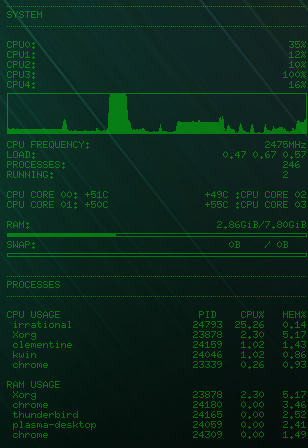 SYSTEM
CPU0: 35%
CPU1: 12%
CPU2: 10%
CPU3: 100%
CPU4: 16%
CPU FREQUENCY: 2475MHz
LOAD: 0.47 0.67 0.57
PROCESSES: 246
RUNNING: 2
CPU CORE 00: +51C +49C :CPU CORE 02
CPU CORE 01: +50C +55C :CPU CORE 03
RAM: 2.86GiB/7.80GiB
SWAP: 0B / 0B
PROCESSES
CPU USAGE PID CPU% MEM%
irrational 24793 25.26 0.14
Xorg 23878 2.30 5.17
clementine 24159 1.02 1.43
kwin 24046 1.02 0.86
chrome 23339 0.26 0.93
RAM USAGE
Xorg 23878 2.30 5.17
chrome 24180 0.00 3.46
thunderbird 24165 0.00 2.52
plasma-desktop 24059 0.00 2.41
chrome 24309 0.00 1.49